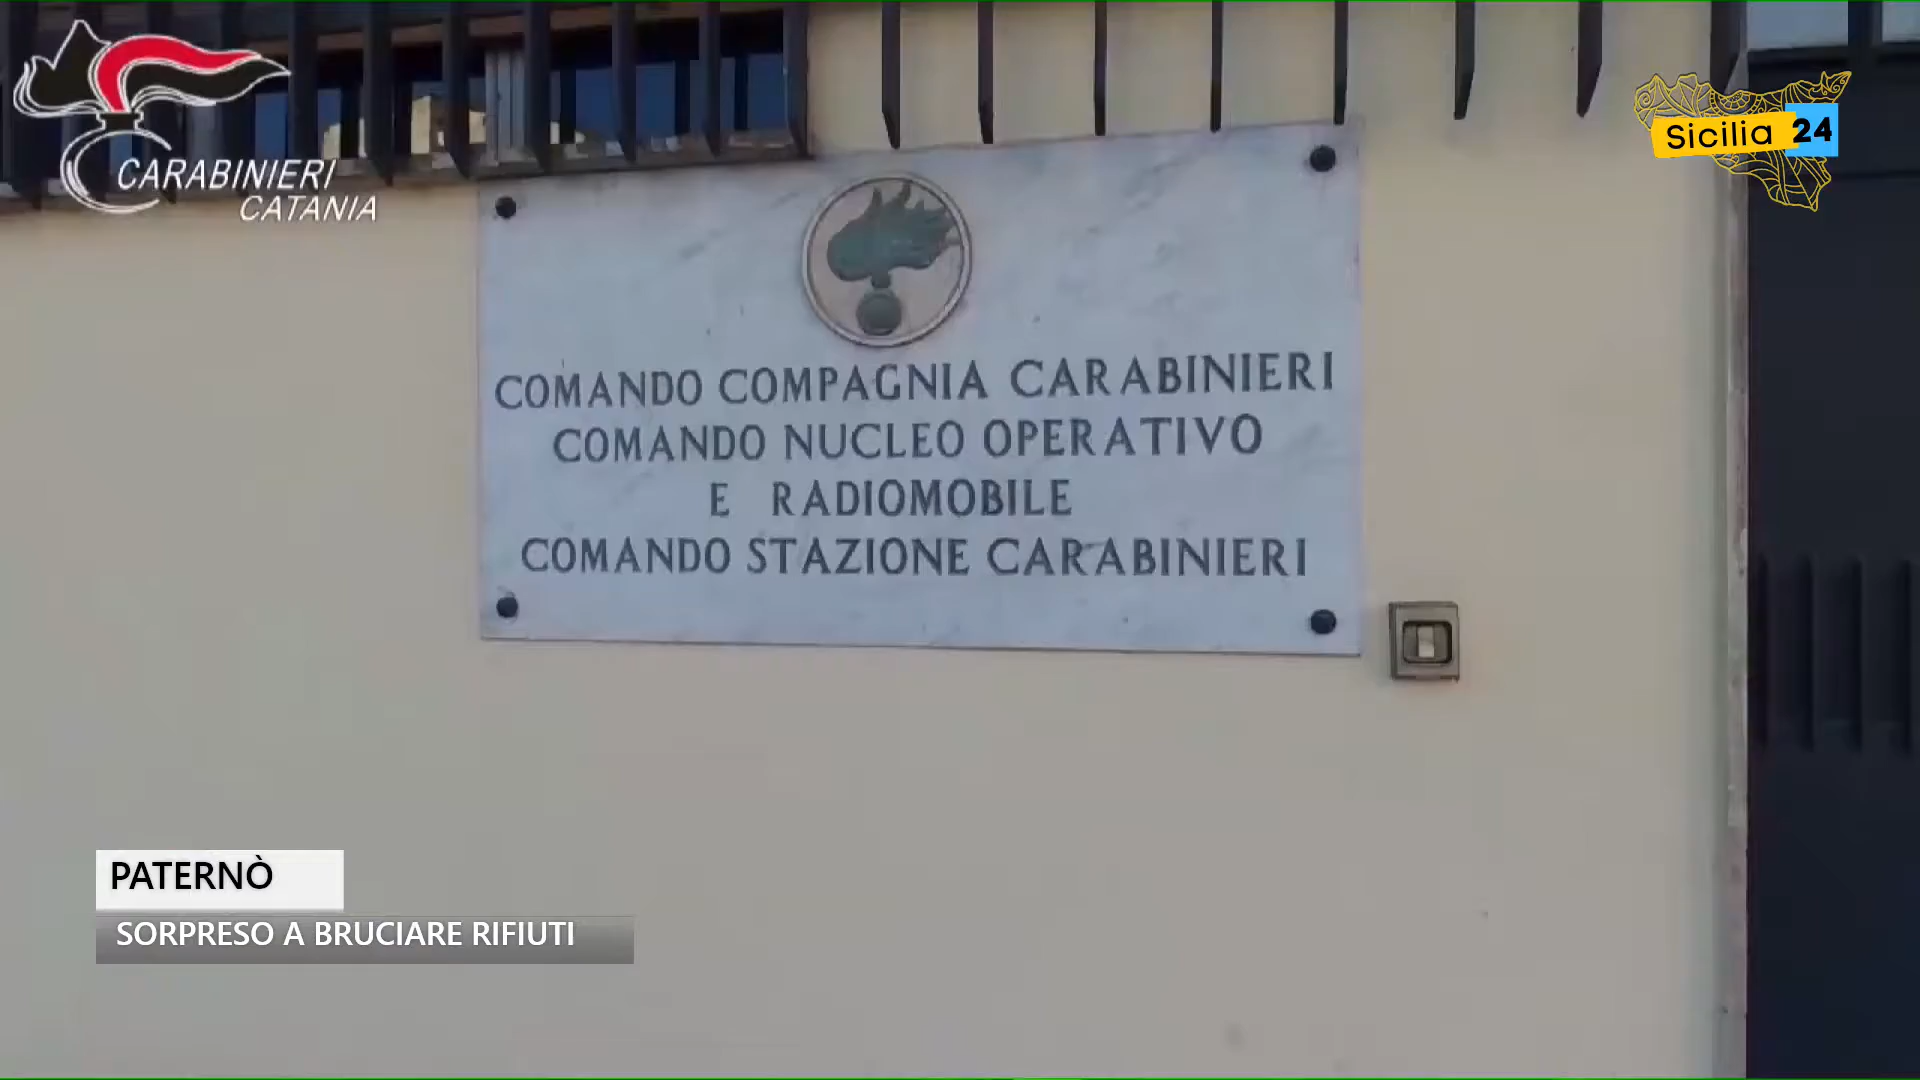 CARABINIERI
CATANIA
Sicilia 24
COMANDO COMPAGNIA CARABINIERI
COMANDO NUCLEO OPERATIVO
E RADIOMOBILE
COMANDO STAZIONE CARABINIERI
PATERNÒ
SORPRESO A BRUCIARE RIFIUTI